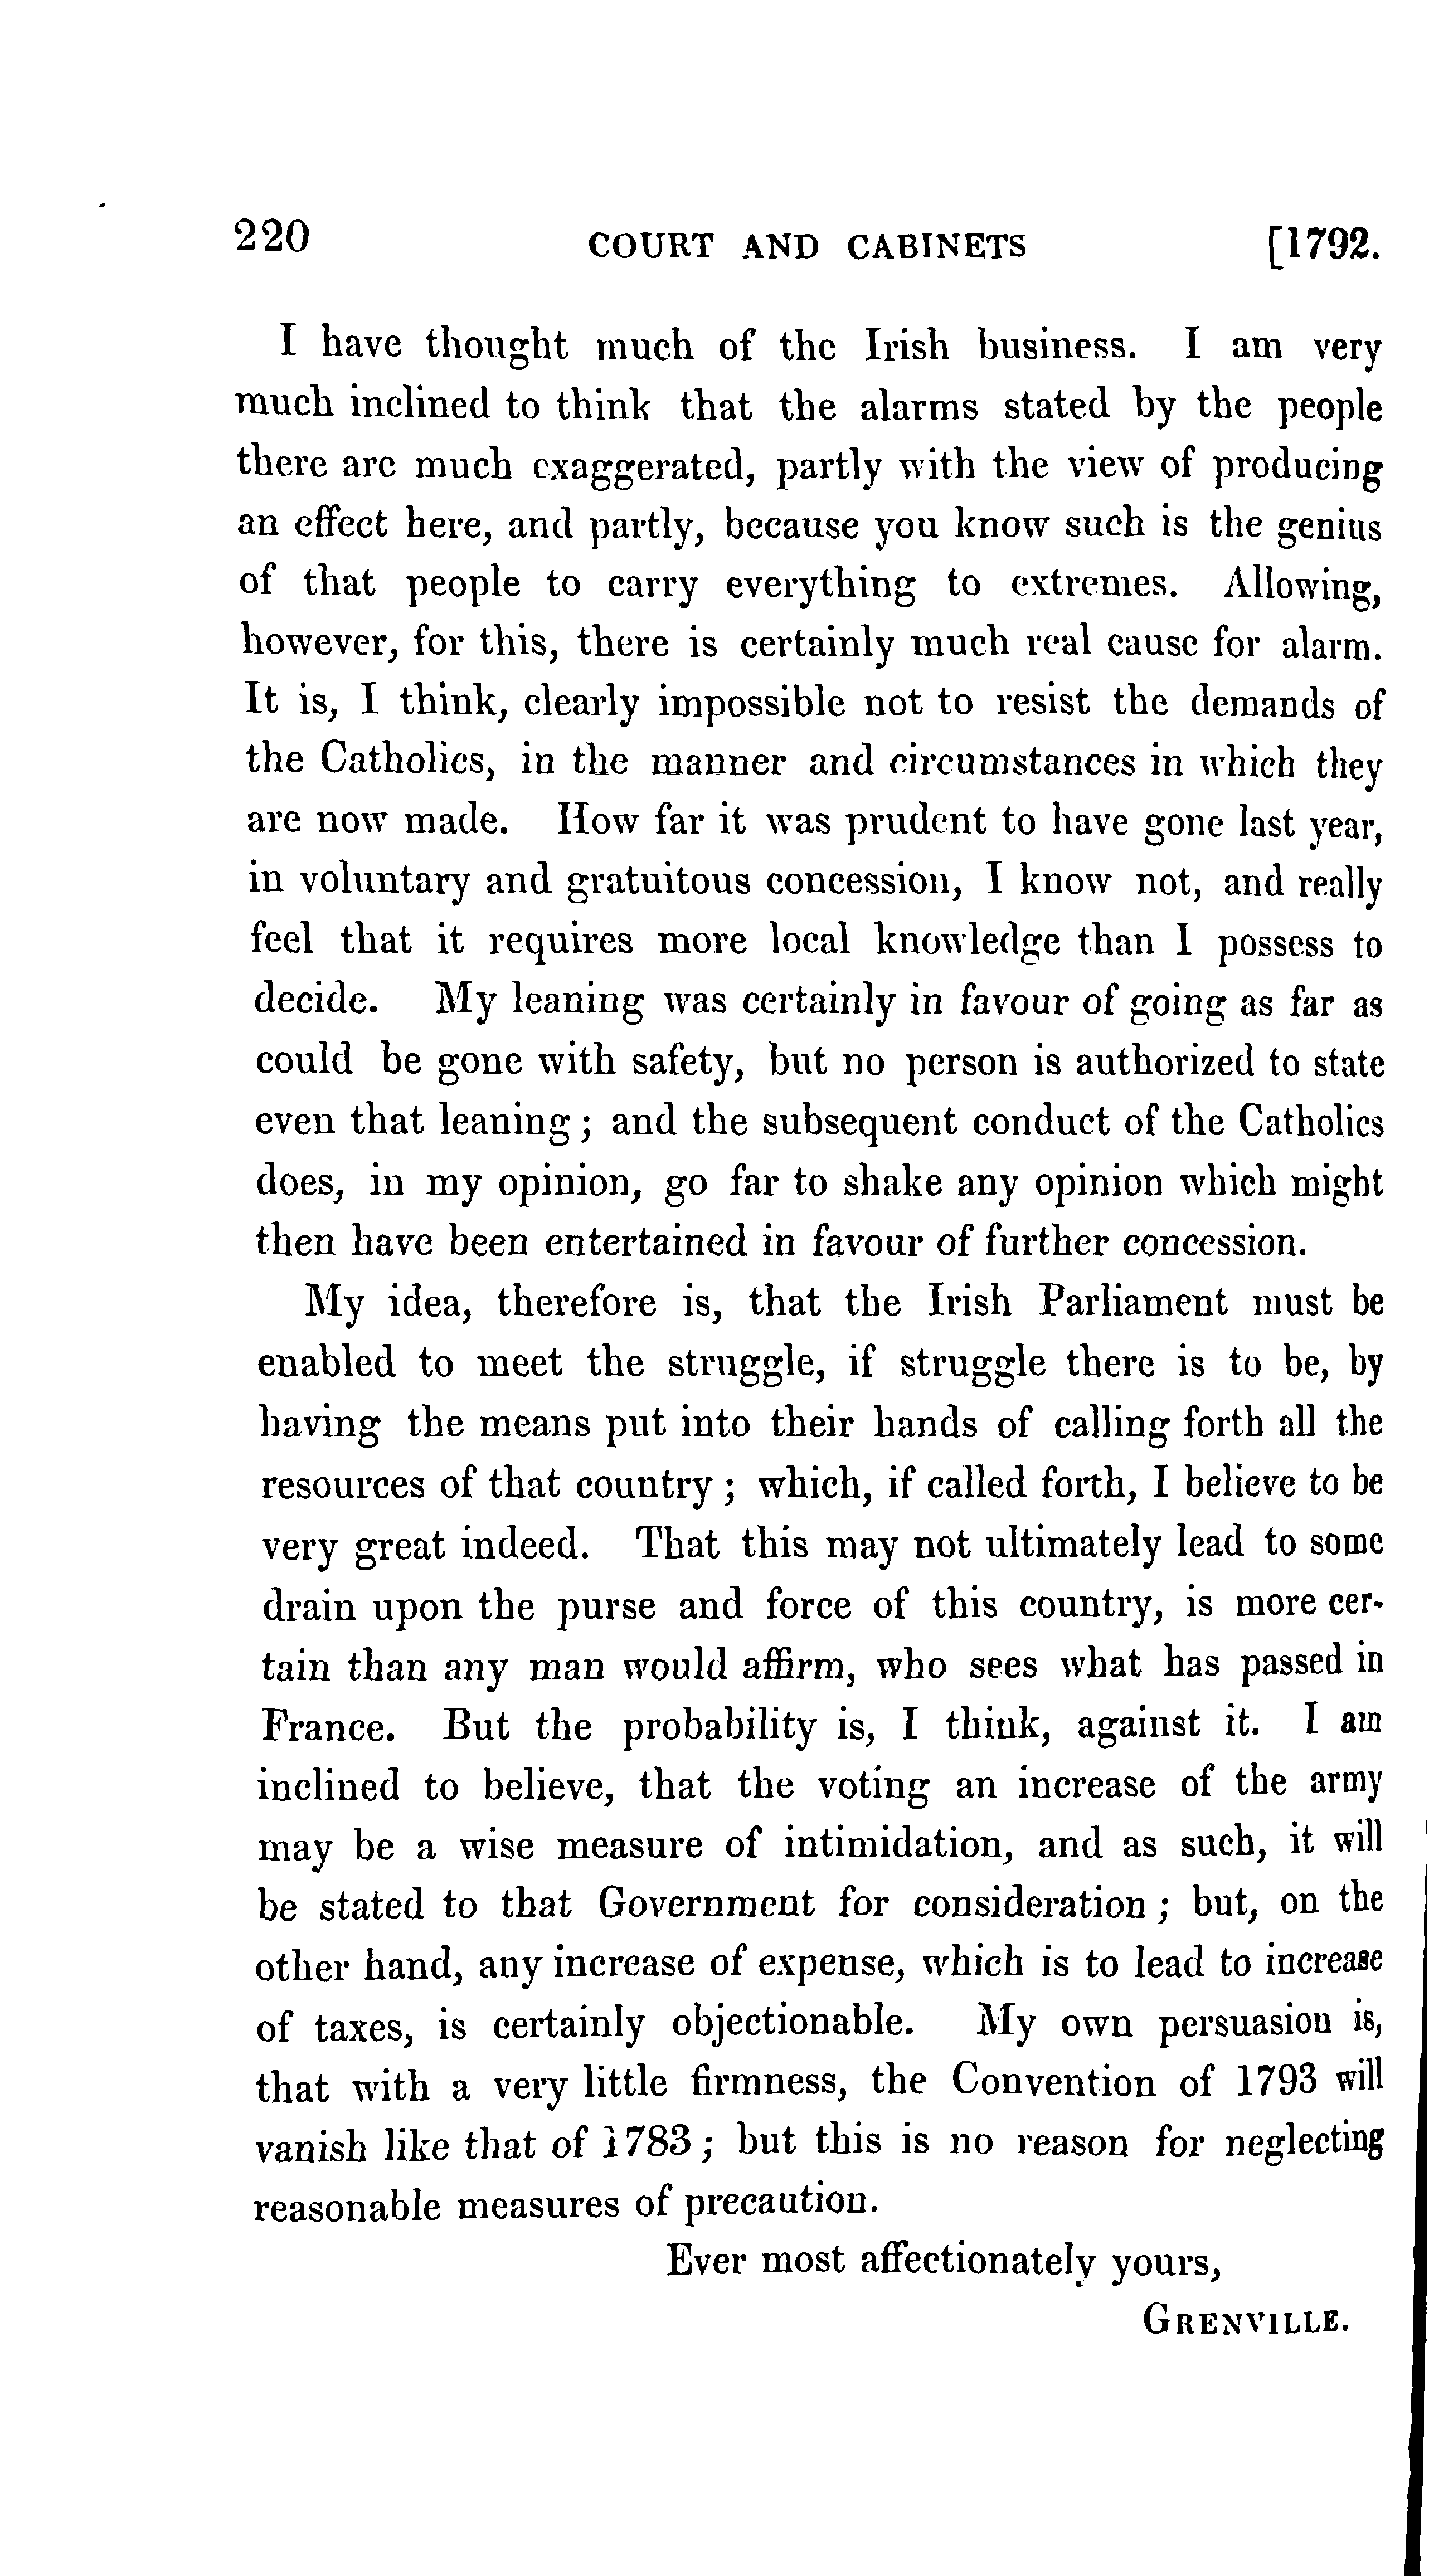 220 COURT AND CABINETS [1792.
I have thought much of the Irish business. I am very
much inclined to think that the alarms stated by the people
there are much exaggerated, partly with the view of producing
an effect here, and partly, because you know such is the genius
of that people to carry everything to extremes. Allowing,
however, for this, there is certainly much real cause for alarm.
It is, I think, clearly impossible not to resist the demands of
the Catholics, in the manner and circumstances in which they
are now made. How far it was prudent to have gone last year,
in voluntary and gratuitous concession, I know not, and really
feel that it requires more local knowledge than I possess to
decide. My leaning was certainly in favour of going as far as
could be gone with safety, but no person is authorized to state
even that leaning; and the subsequent conduct of the Catholics
does, in my opinion, go far to shake any opinion which might
then have been entertained in favour of further concession.
My idea, therefore is, that the Irish Parliament must be
enabled to meet the struggle, if struggle there is to be, by
having the means put into their hands of calling forth all the
resources of that country; which, if called forth, I believe to be
very great indeed. That this may not ultimately lead to some
drain upon the purse and force of this country, is more cer-
tain than any man would affirm, who sees what has passed in
France. But the probability is, I think, against it. I am
inclined to believe, that the voting an increase of the army
may be a wise measure of intimidation, and as such, it will
be stated to that Government for consideration; but, on the
other hand, any increase of expense, which is to lead to increase
of taxes, is certainly objectionable. My own persuasion is,
that with a very little firmness, the Convention of 1793 will
vanish like that of 1783; but this is no reason for neglecting
reasonable measures of precaution.
Ever most affectionately yours,
GRENVILLE.